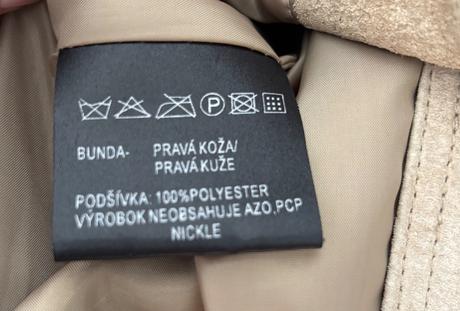 P
BUNDA- PRAVÁ KOŽA/
PRAVÁ KUŽE
PODŠÍVKA: 100%POLYESTER
VÝROBOK NEOBSAHUJE AZO,PCP
NICKLE